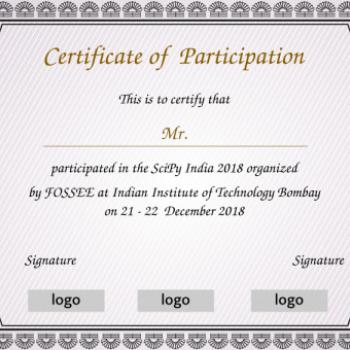 Certificate of Participation
This is to certify that
Mr.
participated in the SciPy India 2018 organized
by FOSSEE at Indian Institute of Technology Bombay
on 21 - 22 December 2018
Signature Signature
logo logo logo